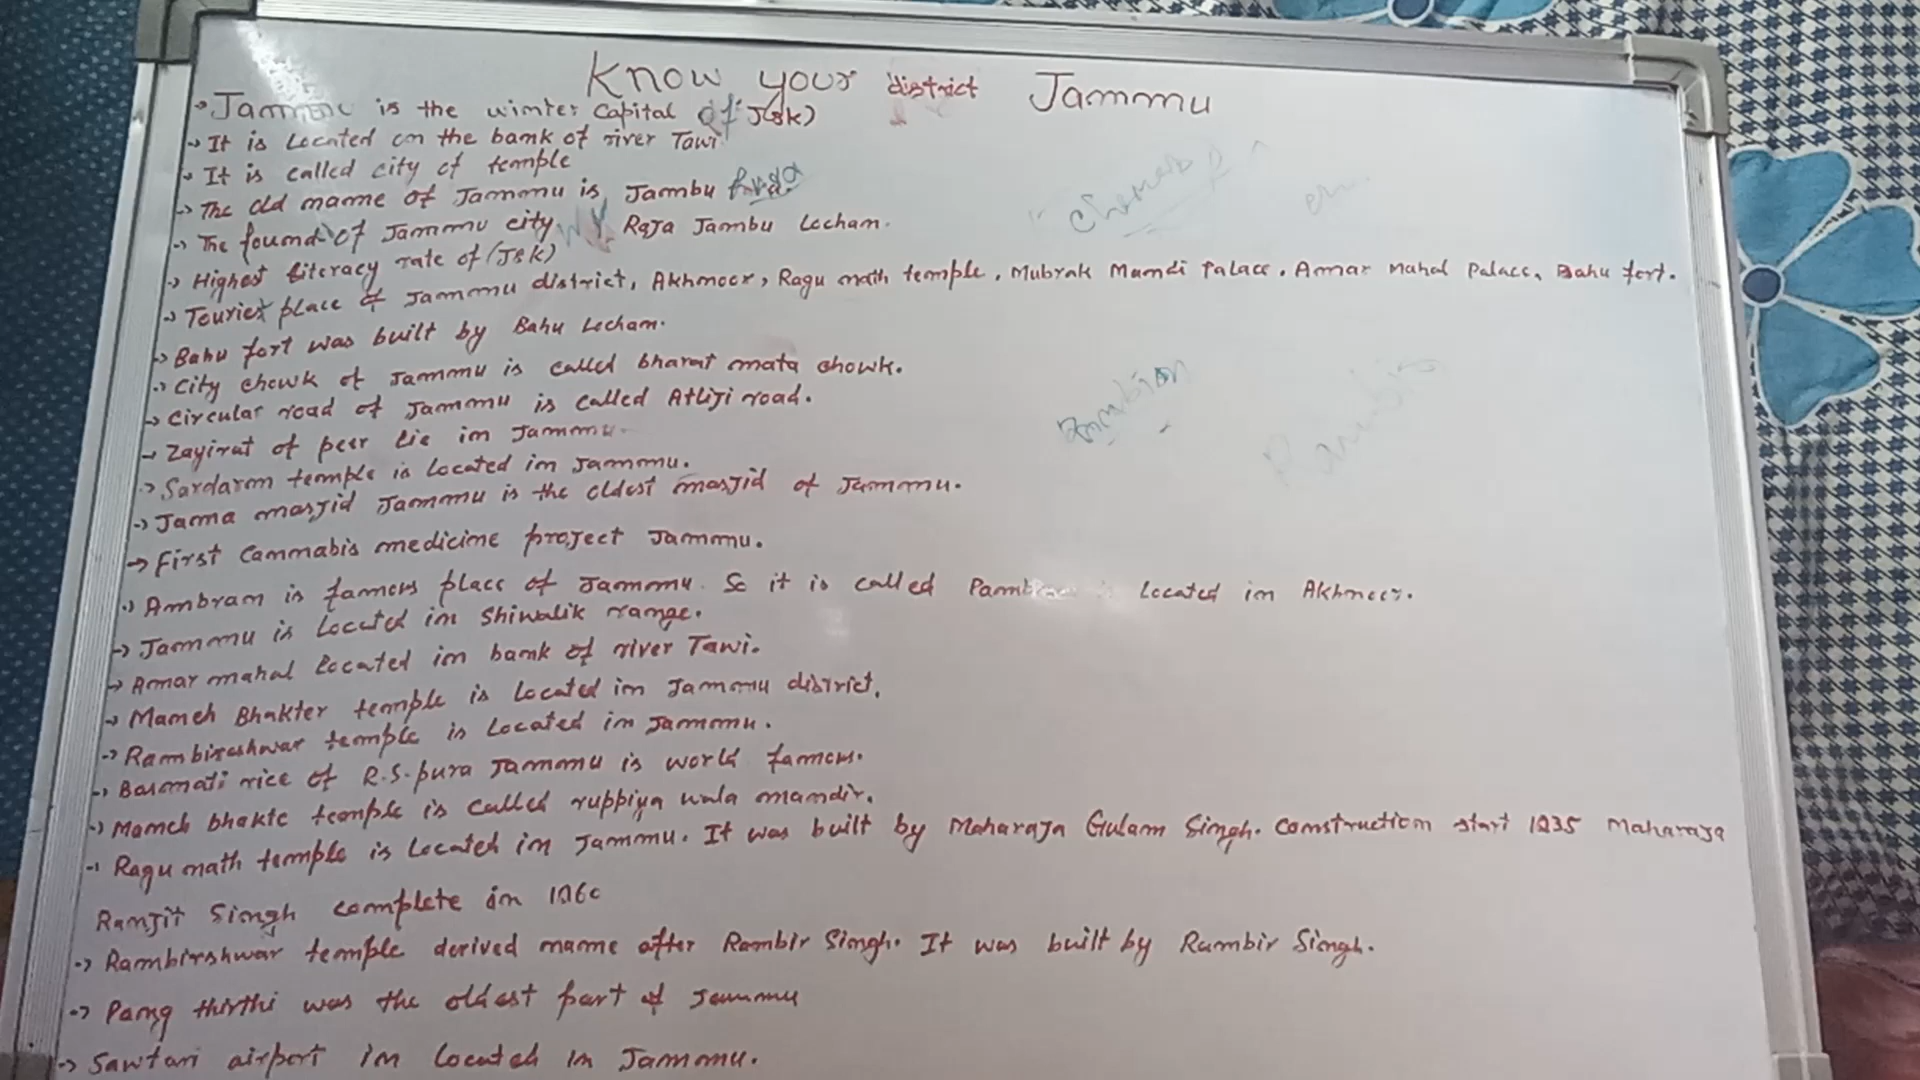 Know your district Jammu
→ Jammu is the winter Capital of J(&k)
→ It is Located on the bank of river Tawi
→ It is called city of temple
→ The old name of Jammu is Jambu
→ The found of Jammu city by Raja Jambu Locham.
→ Highest literacy rate of (J&k)
→ Touriet place of Jammu district, Akhnoor, Ragu nath temple, Mubrak Mandi Palace, Amar Mahal Palace, Bahu fort.
→ Bahu fort was built by Bahu Locham.
→ City chowk of Jammu is called bharat mata chowk.
→ Circular road of Jammu is called Atliji road.
→ Zayirat of peer lie in Jammu.
→ Sardaron temple is Located in Jammu.
→ Jama masjid Jammu is the oldest masjid of Jammu.
→ First Cannabis medicine project Jammu.
→ Ambram is famous place of Jammu. So it is called Located in Akhnoor.
→ Jammu is located in Shiwalik range.
→ Amar mahal located in bank of river Tawi.
→ Maneh Bhakter temple is Located in Jammu district.
→ Rambireshwar temple is Located in Jammu.
→ Basmati rice of R.S.pura Jammu is world famous.
→ Maneh bhakte temple is called ruppiya wala mandir.
→ Ragu nath temple is Located in Jammu. It was built by Maharaja Gulam Singh. Construction start 1835 Maharaja
Ranjit Singh complete in 1860
→ Rambirshwar temple derived name after Rambir Singh. It was built by Rambir Singh.
→ Pang thirthi was the oldest part of Jammu
→ Sawtari airport in located in Jammu.